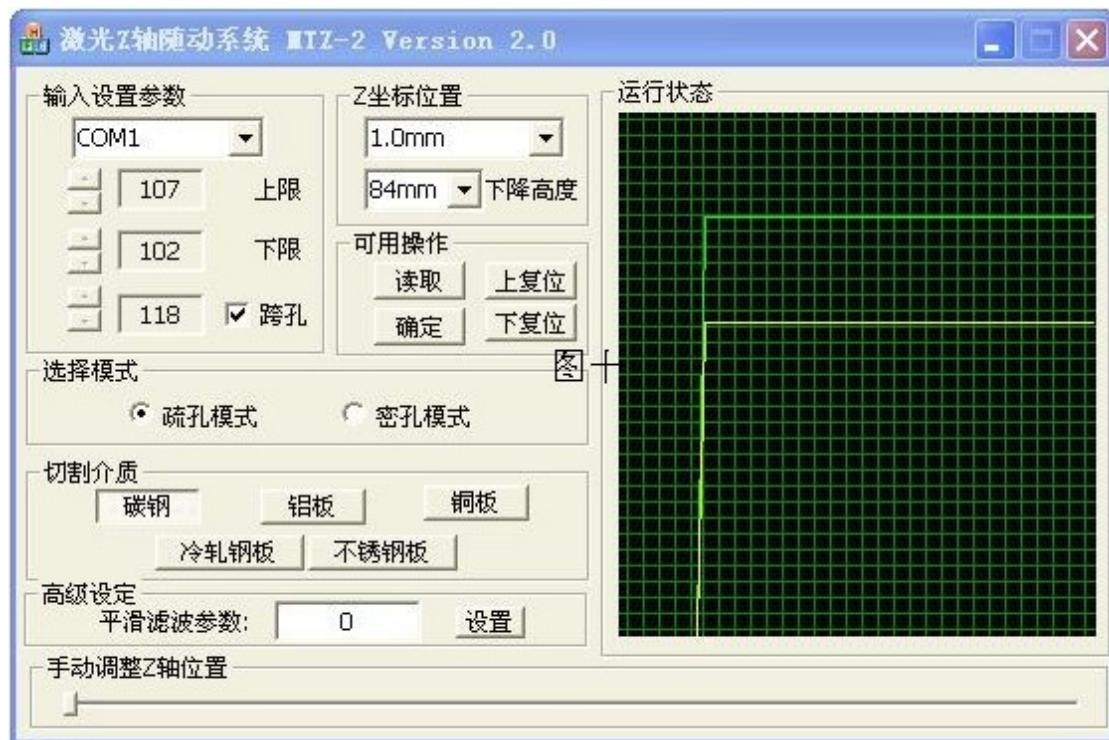 激光Z轴随动系统 MTZ-2 Version 2.0
输入设置参数
COM1
107 上限
102 下限
118 跨孔
Z坐标位置
1.0mm
84mm 下降高度
可用操作
读取 上复位
确定 下复位
运行状态
图
选择模式
疏孔模式 密孔模式
切割介质
碳钢 铝板 铜板
冷轧钢板 不锈钢板
高级设定
平滑滤波参数: 0 设置
手动调整Z轴位置